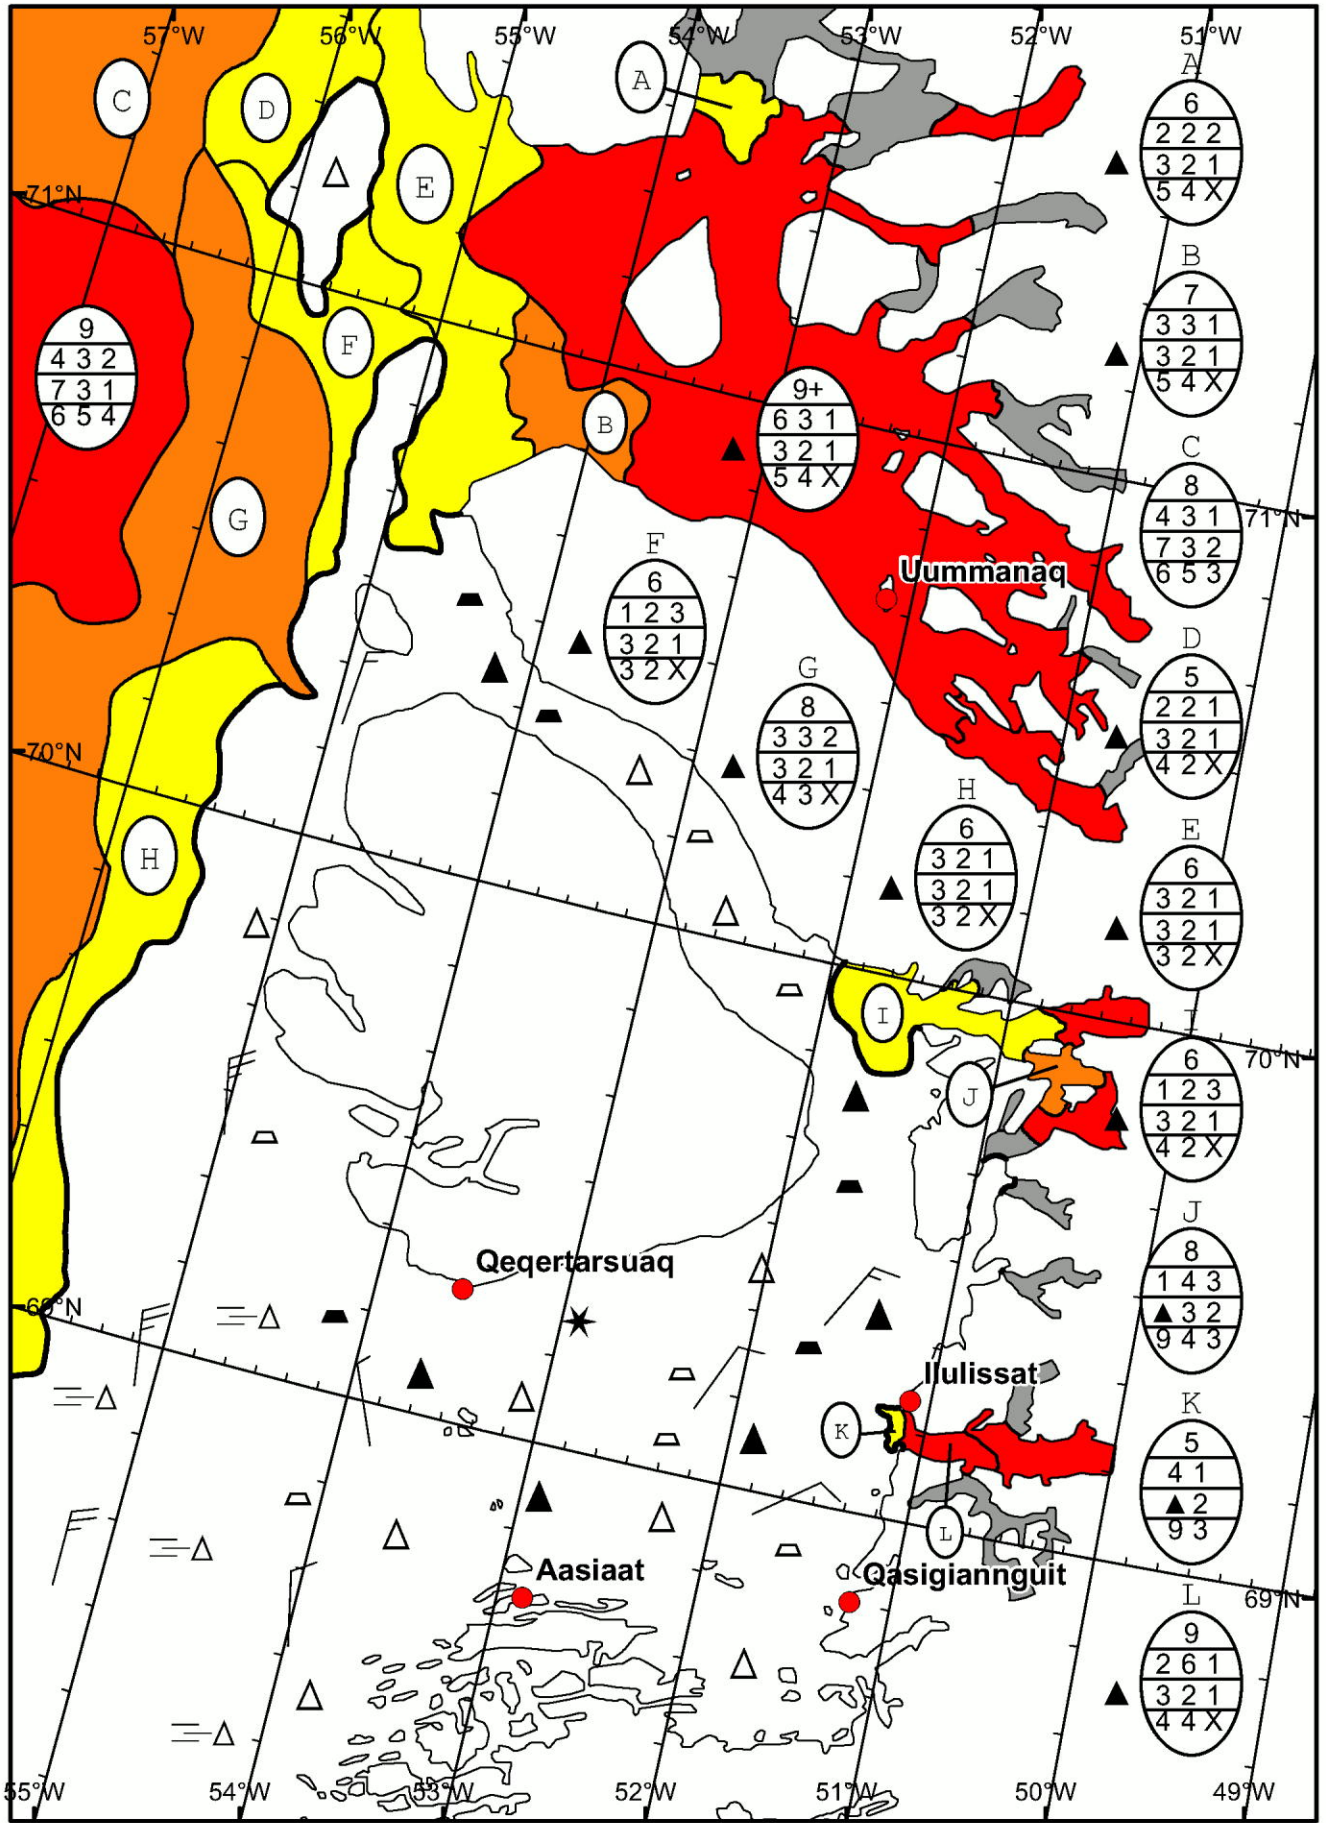 57°W 56°W 55°W 54°W 53°W 52°W 51°W
A
C
D
A
6
2 2 2
3 2 1
5 4 X
E
71°N
B
7
3 3 1
3 2 1
5 4 X
9
4 3 2
7 3 1
6 5 4
F
9+
6 3 1
3 2 1
5 4 X
B
C
8
4 3 1
7 3 2
6 5 3
G
71°N
F
6
1 2 3
3 2 1
3 2 X
Uummanaq
D
5
2 2 1
3 2 1
4 2 X
G
8
3 3 2
3 2 1
4 3 X
70°N
H
6
3 2 1
3 2 1
3 2 X
H
E
6
3 2 1
3 2 1
3 2 X
I
I
6
1 2 3
3 2 1
4 2 X
70°N
J
J
8
1 4 3
▲ 3 2
9 4 3
Qeqertarsuaq
69°N
Ilulissat
K
K
5
4 1
▲ 2
9 3
L
Aasiaat
Qasigiannguit
69°N
L
9
2 6 1
3 2 1
4 4 X
55°W 54°W 53°W 52°W 51°W 50°W 49°W